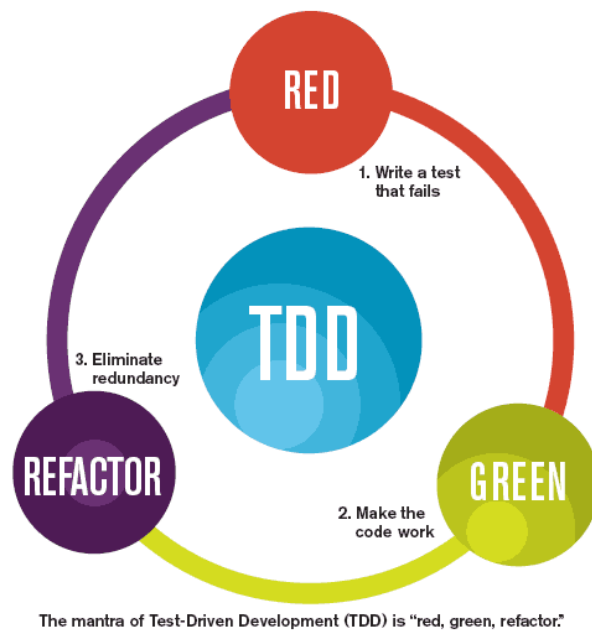 RED
1. Write a test
that fails
TDD
3. Eliminate
redundancy
REFACTOR
GREEN
2. Make the
code work
The mantra of Test-Driven Development (TDD) is “red, green, refactor.”